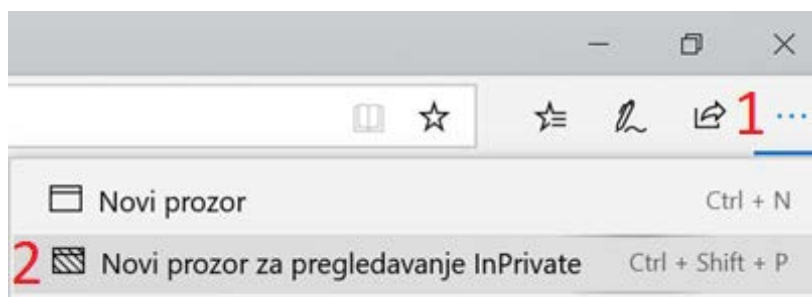 1 ...
Novi prozor Ctrl + N
2 Novi prozor za pregledavanje InPrivate Ctrl + Shift + P